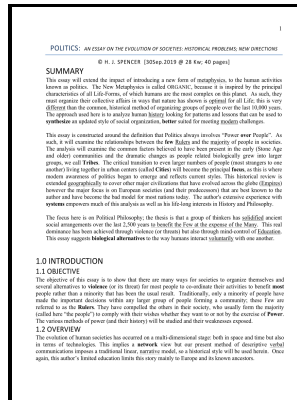 1
POLITICS: AN ESSAY ON THE EVOLUTION OF SOCIETIES: HISTORICAL PROBLEMS; NEW DIRECTIONS
© H. J. SPENCER [30Sep.2019 @ 28 Kw; 40 pages]
SUMMARY
This essay will extend the impact of introducing a new form of metaphysics, to the human activities
known as politics. The New Metaphysics is called ORGANIC, because it is inspired by the principal
characteristics of all Life-Forms, of which humans are the most complex on this planet. As such, they
must organize their collective affairs in ways that nature has shown is optimal for all Life, this is very
different than the common, historical method of organizing groups of people over the last 10,000 years.
The approach used here is to analyze human history looking for patterns and lessons that can be used to
synthesize an updated style of social organization, better suited for meeting modern challenges.
This essay is constructed around the definition that Politics always involves "Power over People". As
such, it will examine the relationships between the few Rulers and the majority of people in societies.
The analysis will examine the common factors believed to have been present in the early (Stone Age
and older) communities and the dramatic changes as people related biologically grew into larger
groups, we call Tribes. The critical transition to even larger numbers of people (most strangers to one
another) living together in urban centers (called Cities) will become the principal focus, as this is where
modern awareness of politics began to emerge and reflects current styles. This historical review is
extended geographically to cover other major civilizations that have evolved across the globe (Empires)
however the major focus is on European societies (and their predecessors) that are best known to the
author and have become the bad model for most nations today. The author's extensive experience with
systems empowers much of this analysis as well as his life-long interests in History and Philosophy.
The focus here is on Political Philosophy; the thesis is that a group of thinkers has solidified ancient
social arrangements over the last 2,500 years to benefit the Few at the expense of the Many. This real
dominance has been achieved through violence (or threats) but also through mind-control of Education.
This essay suggests biological alternatives to the way humans interact voluntarily with one another.
1.0 INTRODUCTION
1.1 OBJECTIVE
The objective of this essay is to show that there are many ways for societies to organize themselves and
several alternatives to violence (or its threat) for most people to co-ordinate their activities to benefit most
people rather than a minority that has been the usual result. Traditionally, only a minority of people have
made the important decisions within any larger group of people forming a community; these Few are
referred to as the Rulers. They have compelled the others in their society, who usually form the majority
(called here "the people") to comply with their wishes whether they want to or not by the exercise of Power.
The various methods of power (and their history) will be studied and their weaknesses exposed.
1.2 OVERVIEW
The evolution of human societies has occurred on a multi-dimensional stage: both in space and time but also
in terms of technologies. This implies a network view but our present method of descriptive verbal
communications imposes a traditional linear, narrative model, so a historical style will be used herein. Once
again, this author's limited education limits this study mainly to Europe and its known ancestors.